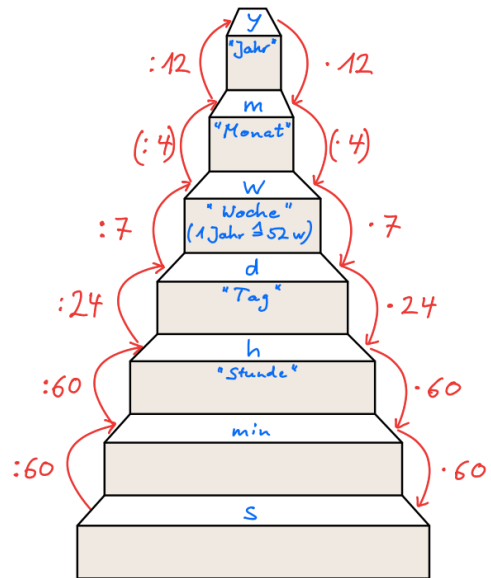 y
"Jahr"
:12
· 12
m
"Monat"
(: 4)
(· 4)
W
"Woche"
(1 Jahr ≙ 52 w)
:7
· 7
d
"Tag"
:24
· 24
h
"Stunde"
:60
· 60
min
:60
· 60
s